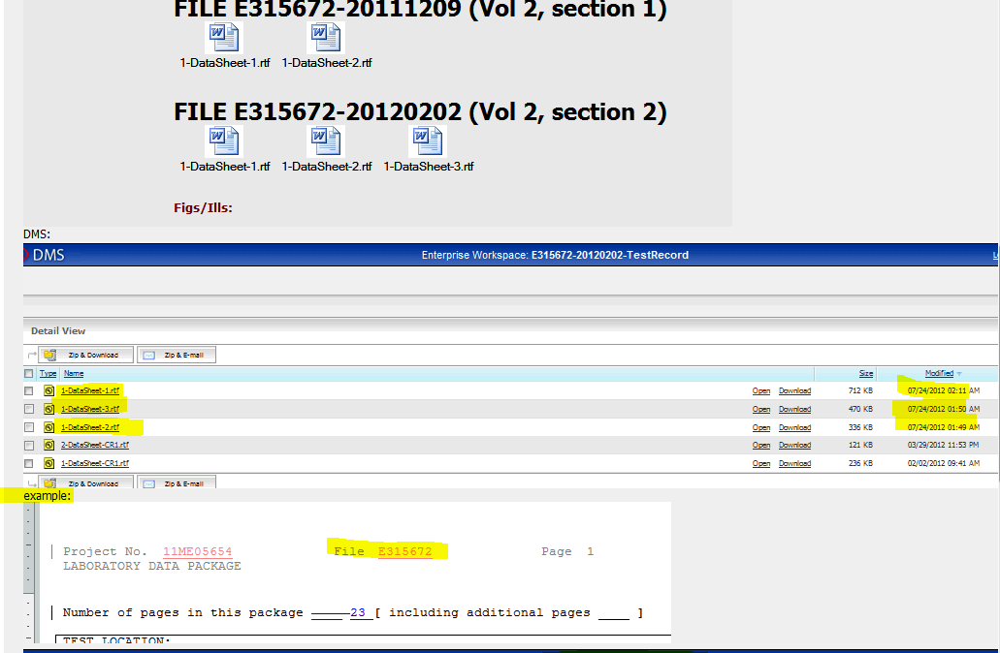 FILE E315672-20111209 (Vol 2, section 1)
1-DataSheet-1.rtf 1-DataSheet-2.rtf
FILE E315672-20120202 (Vol 2, section 2)
1-DataSheet-1.rtf 1-DataSheet-2.rtf 1-DataSheet-3.rtf
Figs/Ills:
DMS:
DMS Enterprise Workspace: E315672-20120202-TestRecord
Detail View
Zip & Download Zip & E-mail
Type Name Size Modified
1-DataSheet-1.rtf Open Download 712 KB 07/24/2012 02:11 AM
1-DataSheet-3.rtf Open Download 470 KB 07/24/2012 01:50 AM
1-DataSheet-2.rtf Open Download 336 KB 07/24/2012 01:49 AM
2-DataSheet-CR1.rtf Open Download 121 KB 03/29/2012 11:53 PM
1-DataSheet-CR1.rtf Open Download 236 KB 02/02/2012 09:41 AM
Zip & Download Zip & E-mail
example:
Project No. 11ME05654 File E315672 Page 1
LABORATORY DATA PACKAGE
Number of pages in this package 23 [ including additional pages ____ ]
TEST LOCATION: